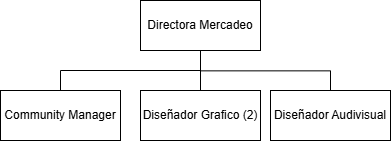 Directora Mercadeo
Community Manager
Diseñador Grafico (2)
Diseñador Audivisual